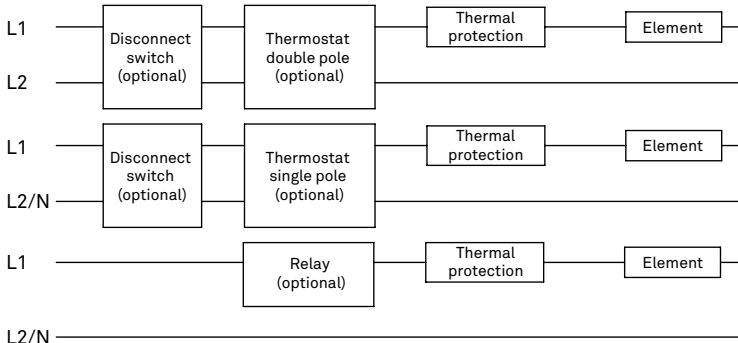 L1
Disconnect
switch
(optional)
Thermostat
double pole
(optional)
Thermal
protection
Element
L2
L1
Disconnect
switch
(optional)
Thermostat
single pole
(optional)
Thermal
protection
Element
L2/N
L1
Relay
(optional)
Thermal
protection
Element
L2/N